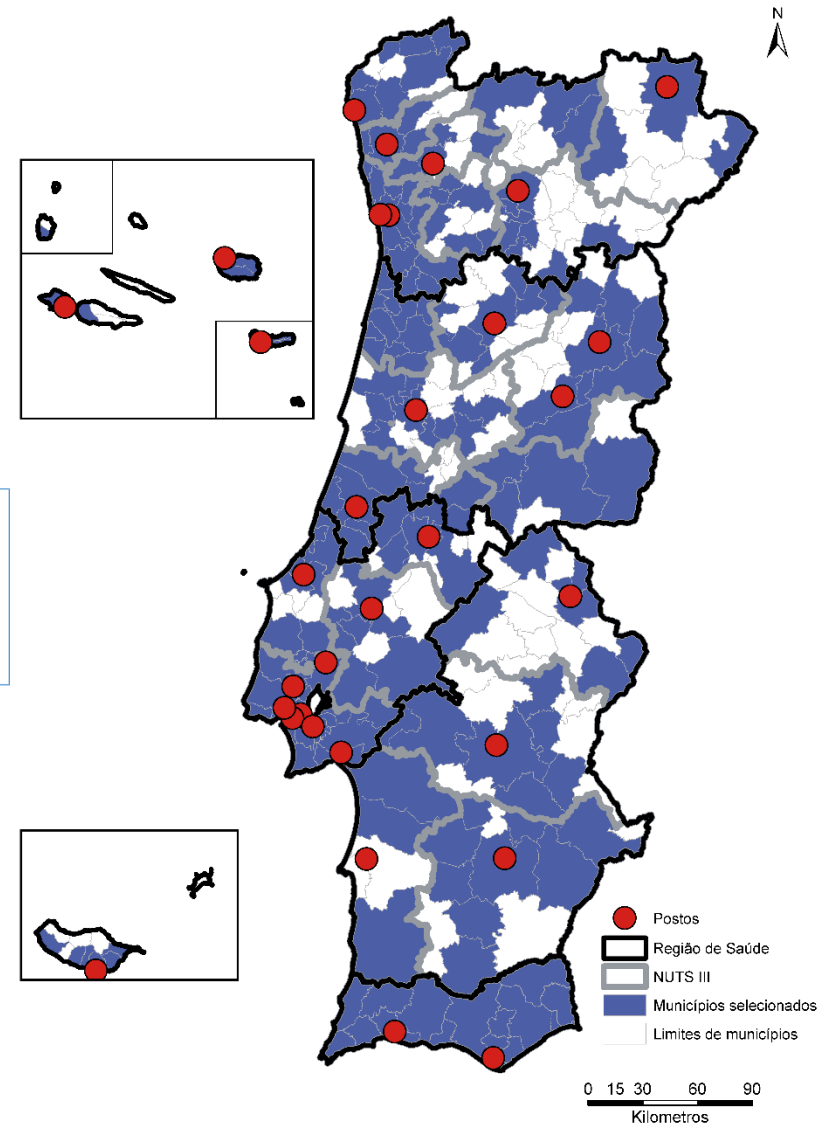 N
Postos
Região de Saúde
NUTS III
Municípios selecionados
Limites de municípios
0 15 30 60 90
Kilometros